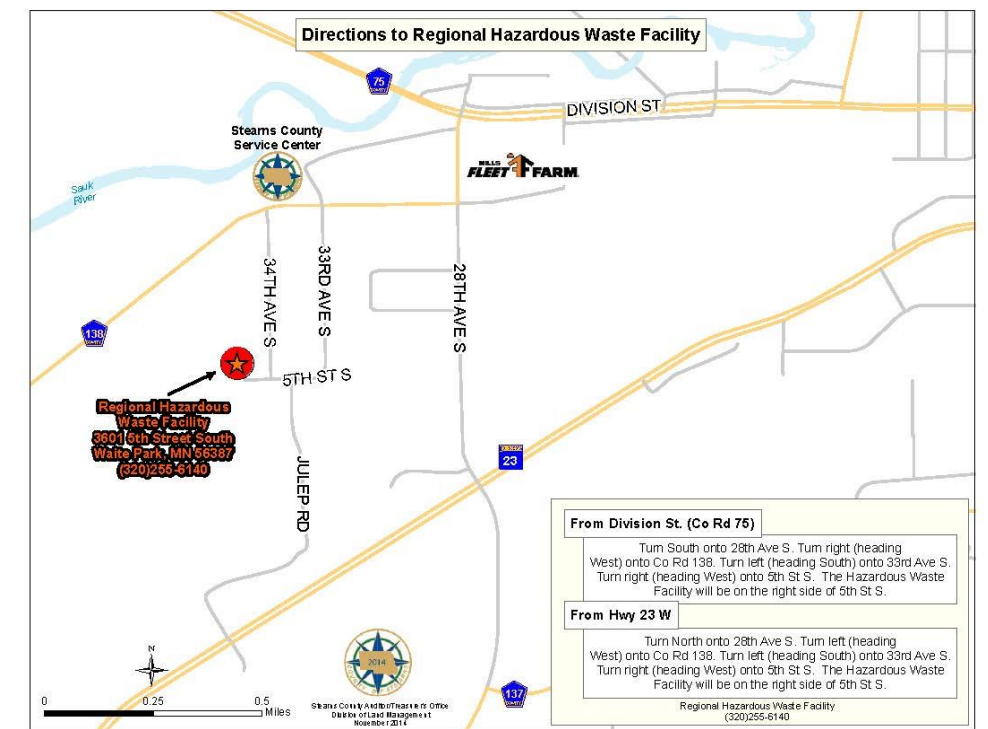 Directions to Regional Hazardous Waste Facility
75
COUNTY
DIVISION ST
Stearns County
Service Center
MILLS
FLEET FARM
Sauk
River
34TH AVE S
33RD AVE S
28TH AVE S
138
COUNTY
5TH ST S
Regional Hazardous
Waste Facility
3601 5th Street South
Waite Park, MN 56387
(320)255-6140
JULEP RD
23
From Division St. (Co Rd 75)
Turn South onto 28th Ave S. Turn right (heading
West) onto Co Rd 138. Turn left (heading South) onto 33rd Ave S.
Turn right (heading West) onto 5th St S. The Hazardous Waste
Facility will be on the right side of 5th St S.
From Hwy 23 W
Turn North onto 28th Ave S. Turn left (heading
West) onto Co Rd 138. Turn left (heading South) onto 33rd Ave S.
Turn right (heading West) onto 5th St S. The Hazardous Waste
Facility will be on the right side of 5th St S.
Regional Hazardous Waste Facility
(320)255-6140
N
0 0.25 0.5
Miles
2014
Stearns County Auditor/Treasurer's Office
Division of Land Management
November 2014
137
COUNTY